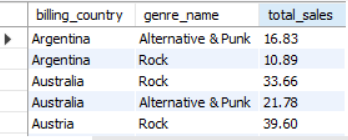 billing_country genre_name total_sales
Argentina Alternative & Punk 16.83
Argentina Rock 10.89
Australia Rock 33.66
Australia Alternative & Punk 21.78
Austria Rock 39.60